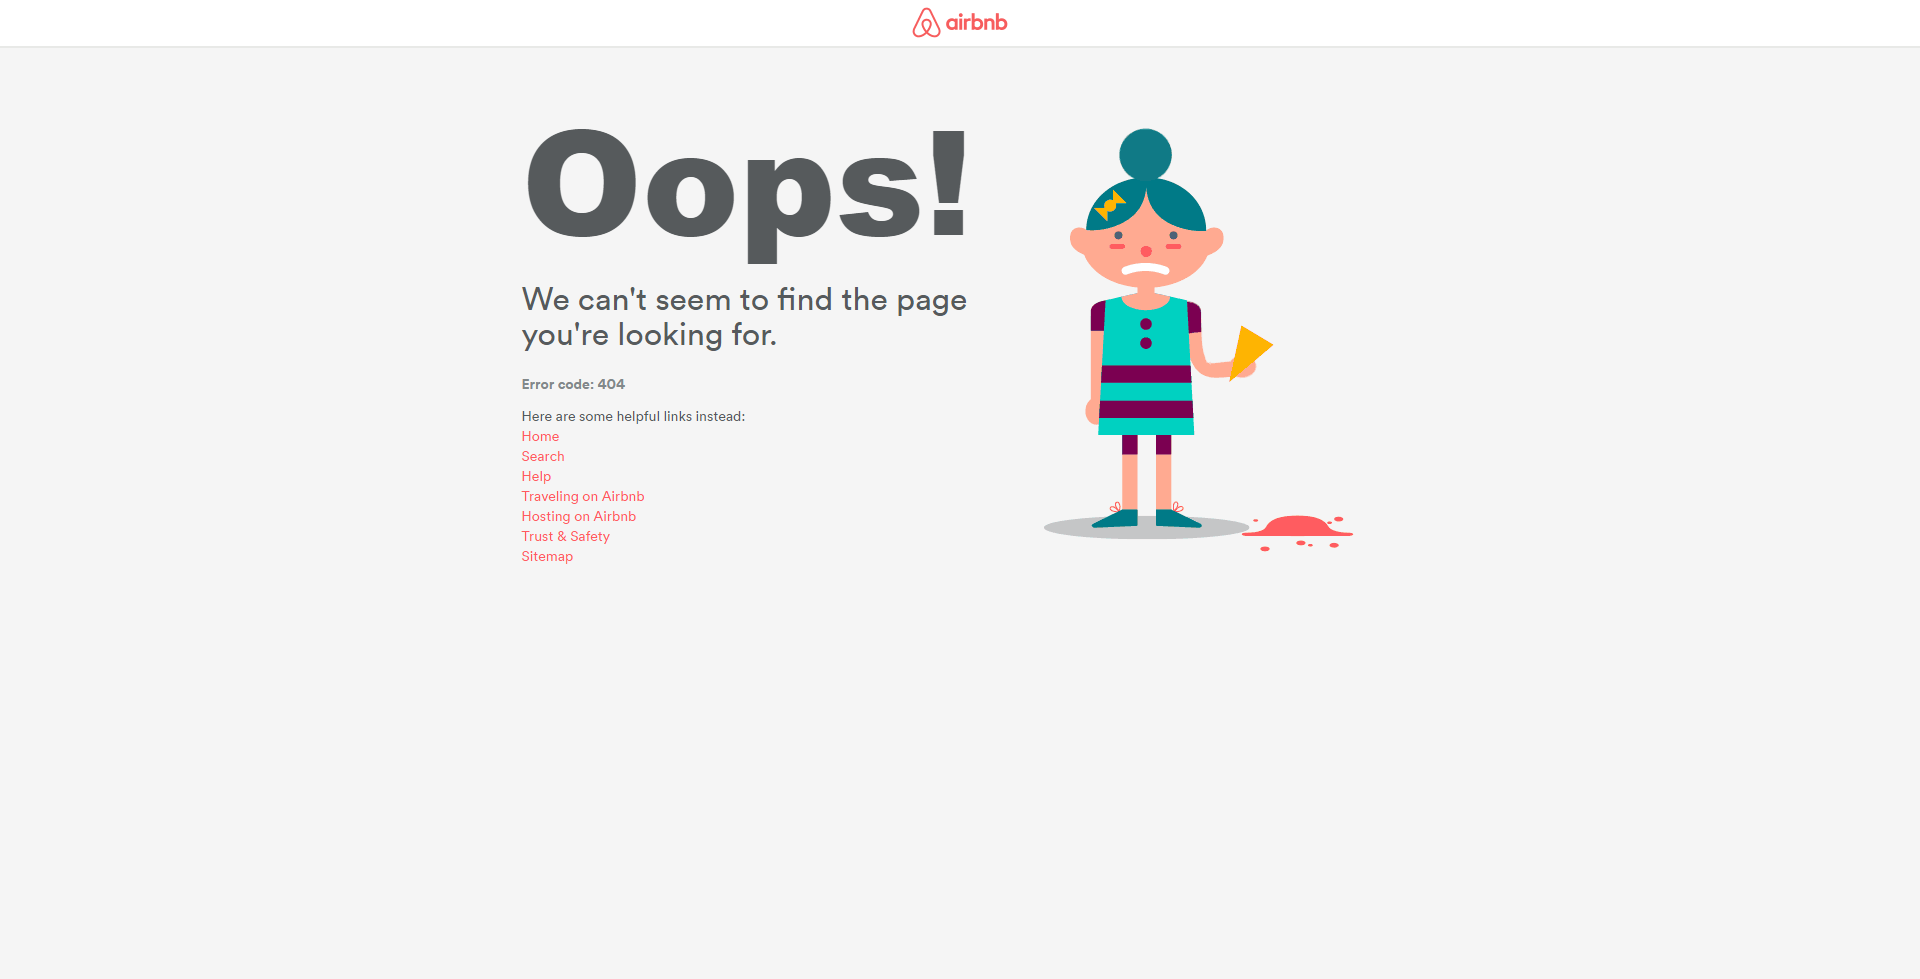 airbnb
Oops!
We can't seem to find the page
you're looking for.
Error code: 404
Here are some helpful links instead:
Home
Search
Help
Traveling on Airbnb
Hosting on Airbnb
Trust & Safety
Sitemap